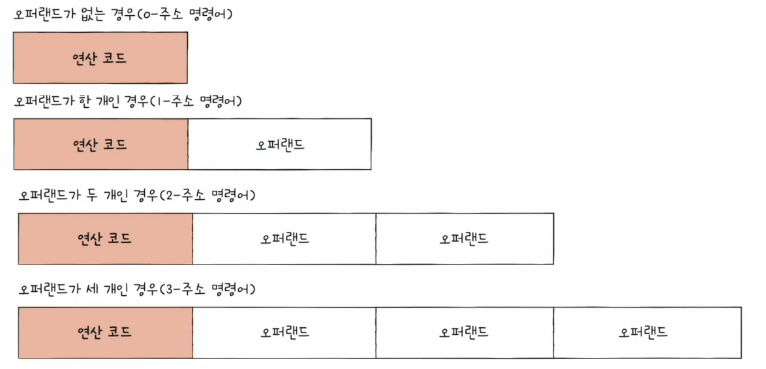 오퍼랜드가 없는 경우(0-주소 명령어)
연산 코드
오퍼랜드가 한 개인 경우(1-주소 명령어)
연산 코드 오퍼랜드
오퍼랜드가 두 개인 경우(2-주소 명령어)
연산 코드 오퍼랜드 오퍼랜드
오퍼랜드가 세 개인 경우(3-주소 명령어)
연산 코드 오퍼랜드 오퍼랜드 오퍼랜드